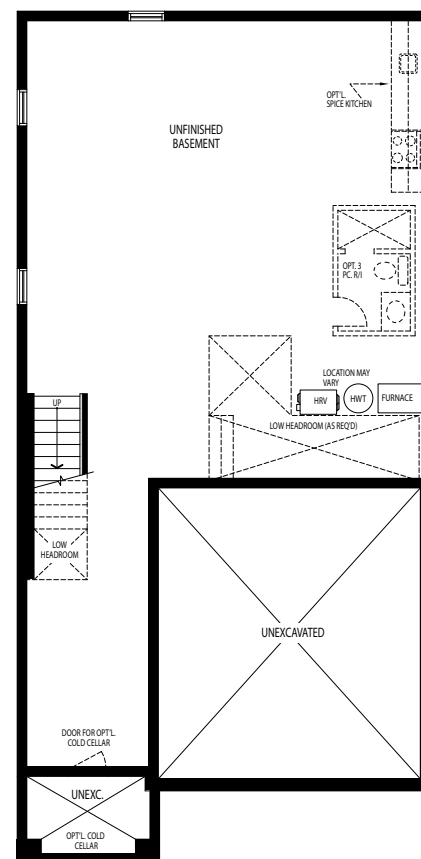 OPT'L.
SPICE KITCHEN
UNFINISHED
BASEMENT
OPT. 3
PC. R/I
LOCATION MAY
VARY
HRV
HWT
FURNACE
UP
LOW HEADROOM (AS REQ'D)
LOW
HEADROOM
UNEXCAVATED
DOOR FOR OPT'L.
COLD CELLAR
UNEXC.
OPT'L. COLD
CELLAR